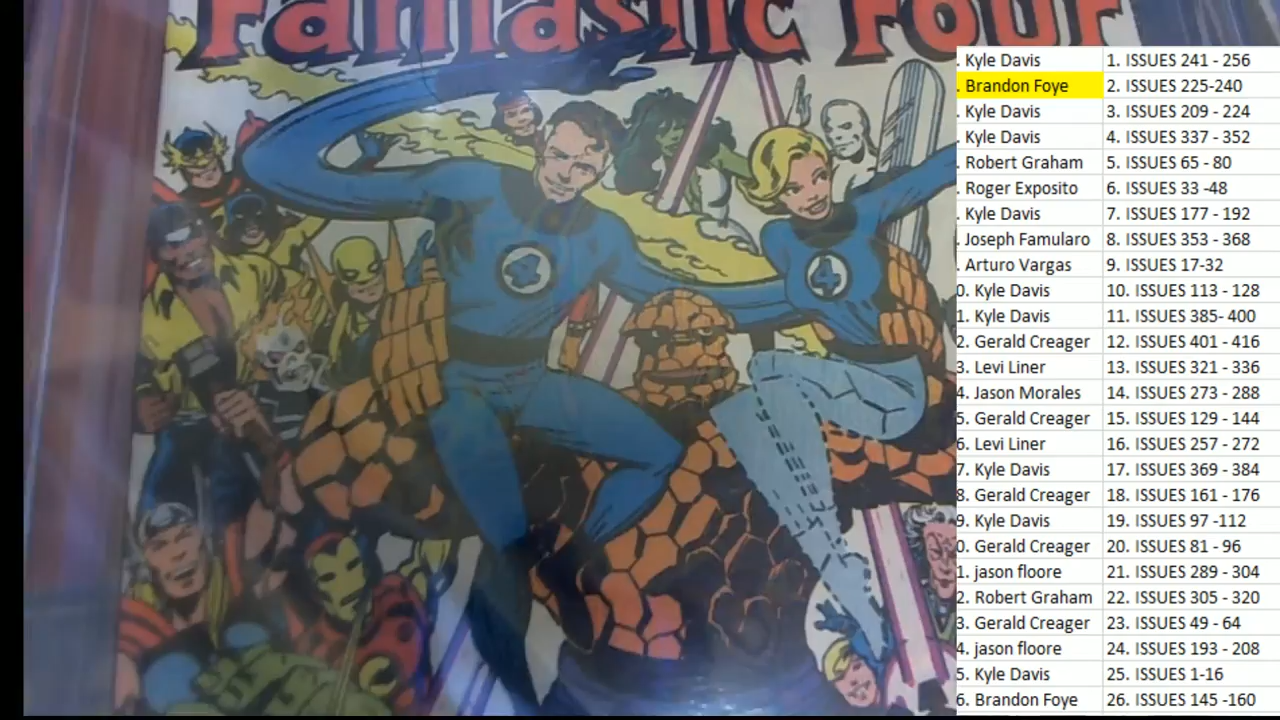 Fantastic Four
4
4
. Kyle Davis 1. ISSUES 241 - 256
. Brandon Foye 2. ISSUES 225-240
. Kyle Davis 3. ISSUES 209 - 224
. Kyle Davis 4. ISSUES 337 - 352
. Robert Graham 5. ISSUES 65 - 80
. Roger Exposito 6. ISSUES 33 -48
. Kyle Davis 7. ISSUES 177 - 192
. Joseph Famularo 8. ISSUES 353 - 368
. Arturo Vargas 9. ISSUES 17-32
0. Kyle Davis 10. ISSUES 113 - 128
1. Kyle Davis 11. ISSUES 385- 400
2. Gerald Creager 12. ISSUES 401 - 416
3. Levi Liner 13. ISSUES 321 - 336
4. Jason Morales 14. ISSUES 273 - 288
5. Gerald Creager 15. ISSUES 129 - 144
6. Levi Liner 16. ISSUES 257 - 272
7. Kyle Davis 17. ISSUES 369 - 384
8. Gerald Creager 18. ISSUES 161 - 176
9. Kyle Davis 19. ISSUES 97 -112
0. Gerald Creager 20. ISSUES 81 - 96
1. jason floore 21. ISSUES 289 - 304
2. Robert Graham 22. ISSUES 305 - 320
3. Gerald Creager 23. ISSUES 49 - 64
4. jason floore 24. ISSUES 193 - 208
5. Kyle Davis 25. ISSUES 1-16
6. Brandon Foye 26. ISSUES 145 -160